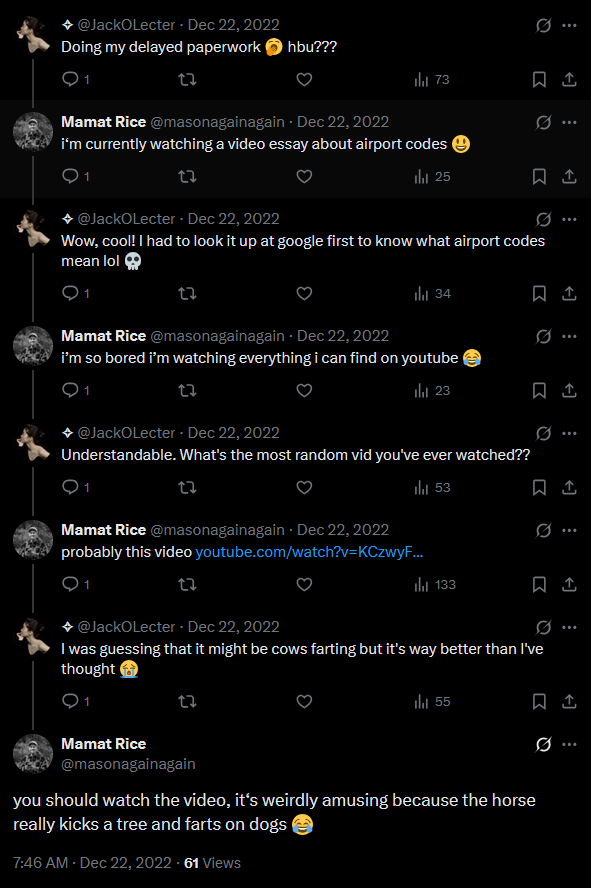 ✧ @JackOLecter · Dec 22, 2022
Doing my delayed paperwork 🥱 hbu???
1 73
Mamat Rice @masonagainagain · Dec 22, 2022
i‘m currently watching a video essay about airport codes 😃
1 25
✧ @JackOLecter · Dec 22, 2022
Wow, cool! I had to look it up at google first to know what airport codes
mean lol 💀
1 34
Mamat Rice @masonagainagain · Dec 22, 2022
i’m so bored i’m watching everything i can find on youtube 😂
1 23
✧ @JackOLecter · Dec 22, 2022
Understandable. What's the most random vid you've ever watched??
1 53
Mamat Rice @masonagainagain · Dec 22, 2022
probably this video youtube.com/watch?v=KCzwyF...
1 133
✧ @JackOLecter · Dec 22, 2022
I was guessing that it might be cows farting but it's way better than I've
thought 😭
1 55
Mamat Rice
@masonagainagain
you should watch the video, it‘s weirdly amusing because the horse
really kicks a tree and farts on dogs 😂
7:46 AM · Dec 22, 2022 · 61 Views